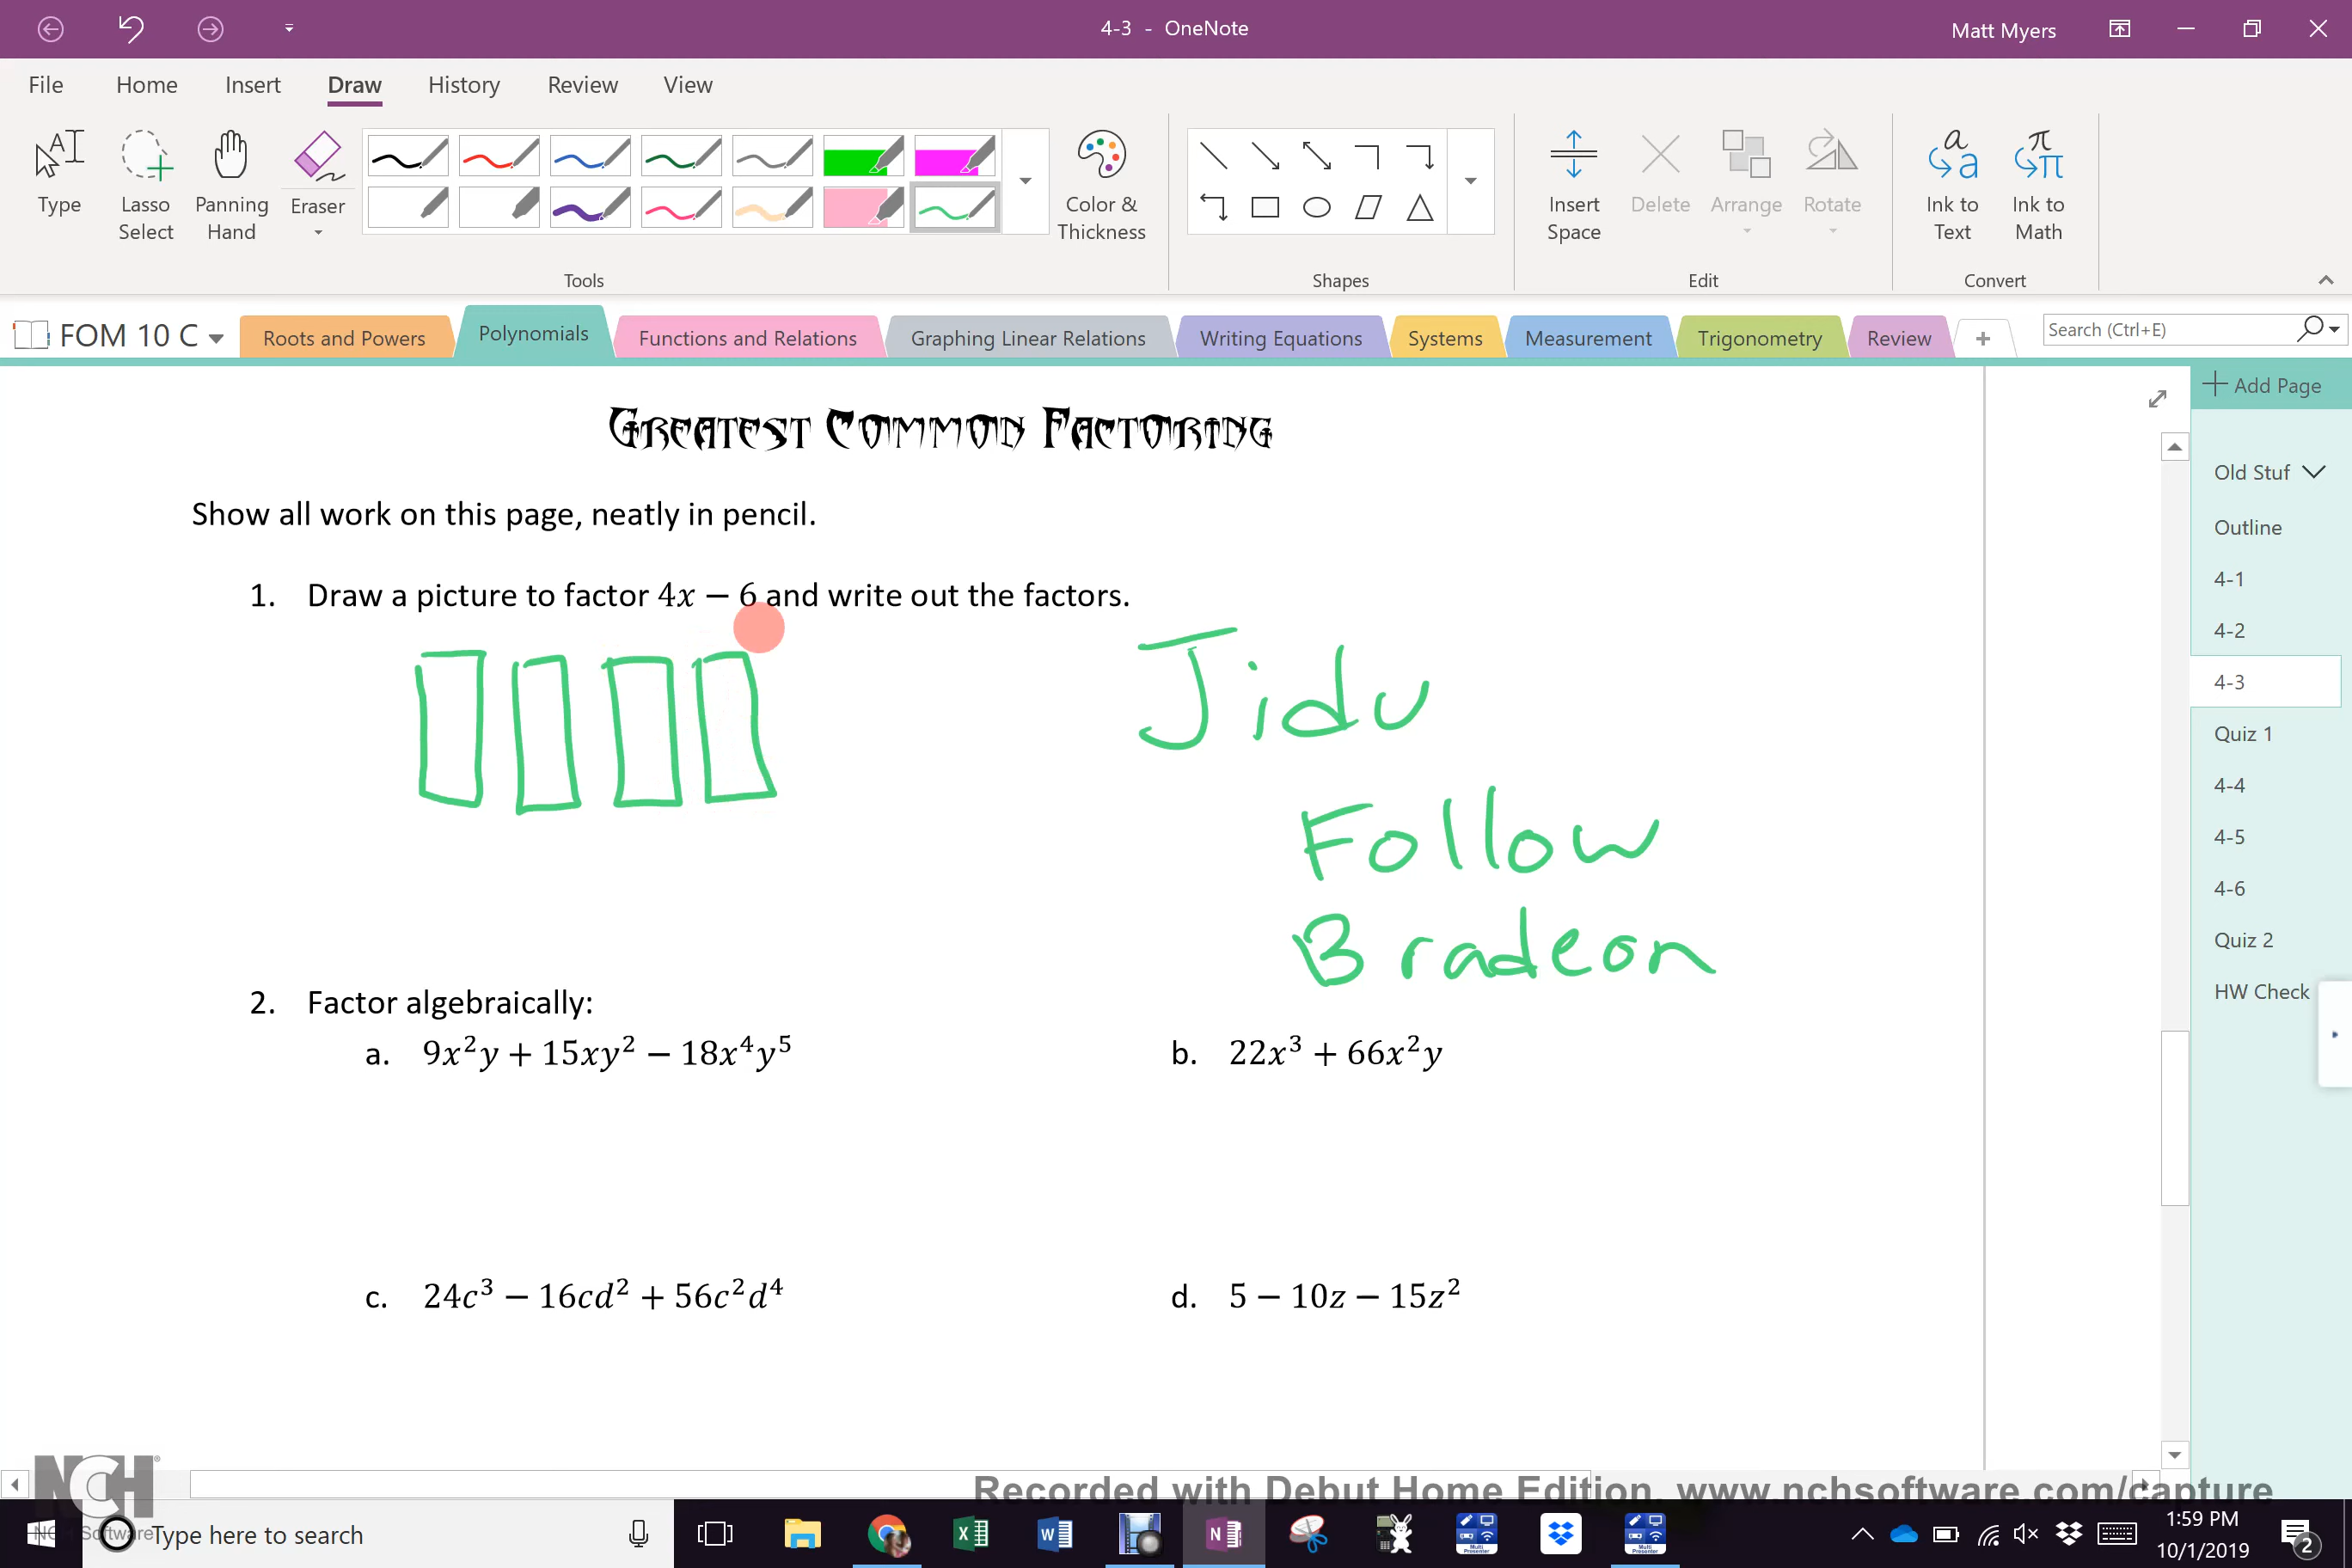 4-3 - OneNote
Matt Myers
File Home Insert Draw History Review View
Type
Lasso Select
Panning Hand
Eraser
Color & Thickness
Insert Space
Delete
Arrange
Rotate
Ink to Text
Ink to Math
Tools Shapes Edit Convert
FOM 10 C
Roots and Powers
Polynomials
Functions and Relations
Graphing Linear Relations
Writing Equations
Systems
Measurement
Trigonometry
Review
Search (Ctrl+E)
Add Page
Old Stuf
Outline
4-1
4-2
4-3
Quiz 1
4-4
4-5
4-6
Quiz 2
HW Check
Greatest Common Factoring
Show all work on this page, neatly in pencil.
1. Draw a picture to factor 4x − 6 and write out the factors.
Jidu
Follow
Bradeon
2. Factor algebraically:
a. 9x²y + 15xy² − 18x⁴y⁵
b. 22x³ + 66x²y
c. 24c³ − 16cd² + 56c²d⁴
d. 5 − 10z − 15z²
NCH®
NCH Software
Recorded with Debut Home Edition. www.nchsoftware.com/capture
Type here to search
1:59 PM
10/1/2019
2